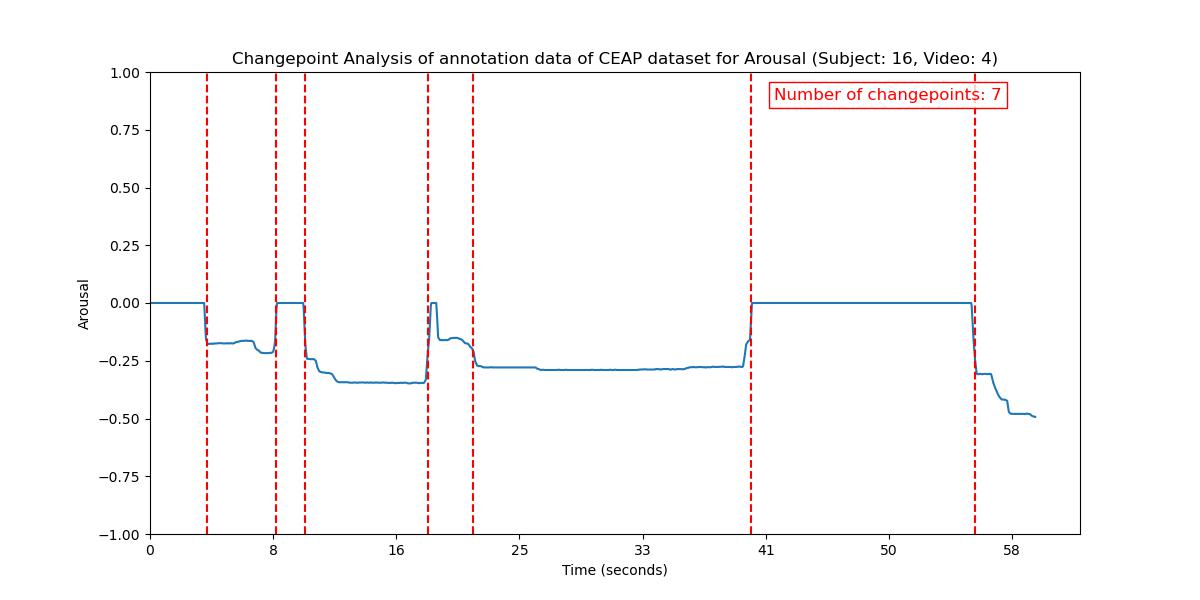 Changepoint Analysis of annotation data of CEAP dataset for Arousal (Subject: 16, Video: 4)
Number of changepoints: 7
1.00
0.75
0.50
0.25
0.00
−0.25
−0.50
−0.75
−1.00
Arousal
0 8 16 25 33 41 50 58
Time (seconds)